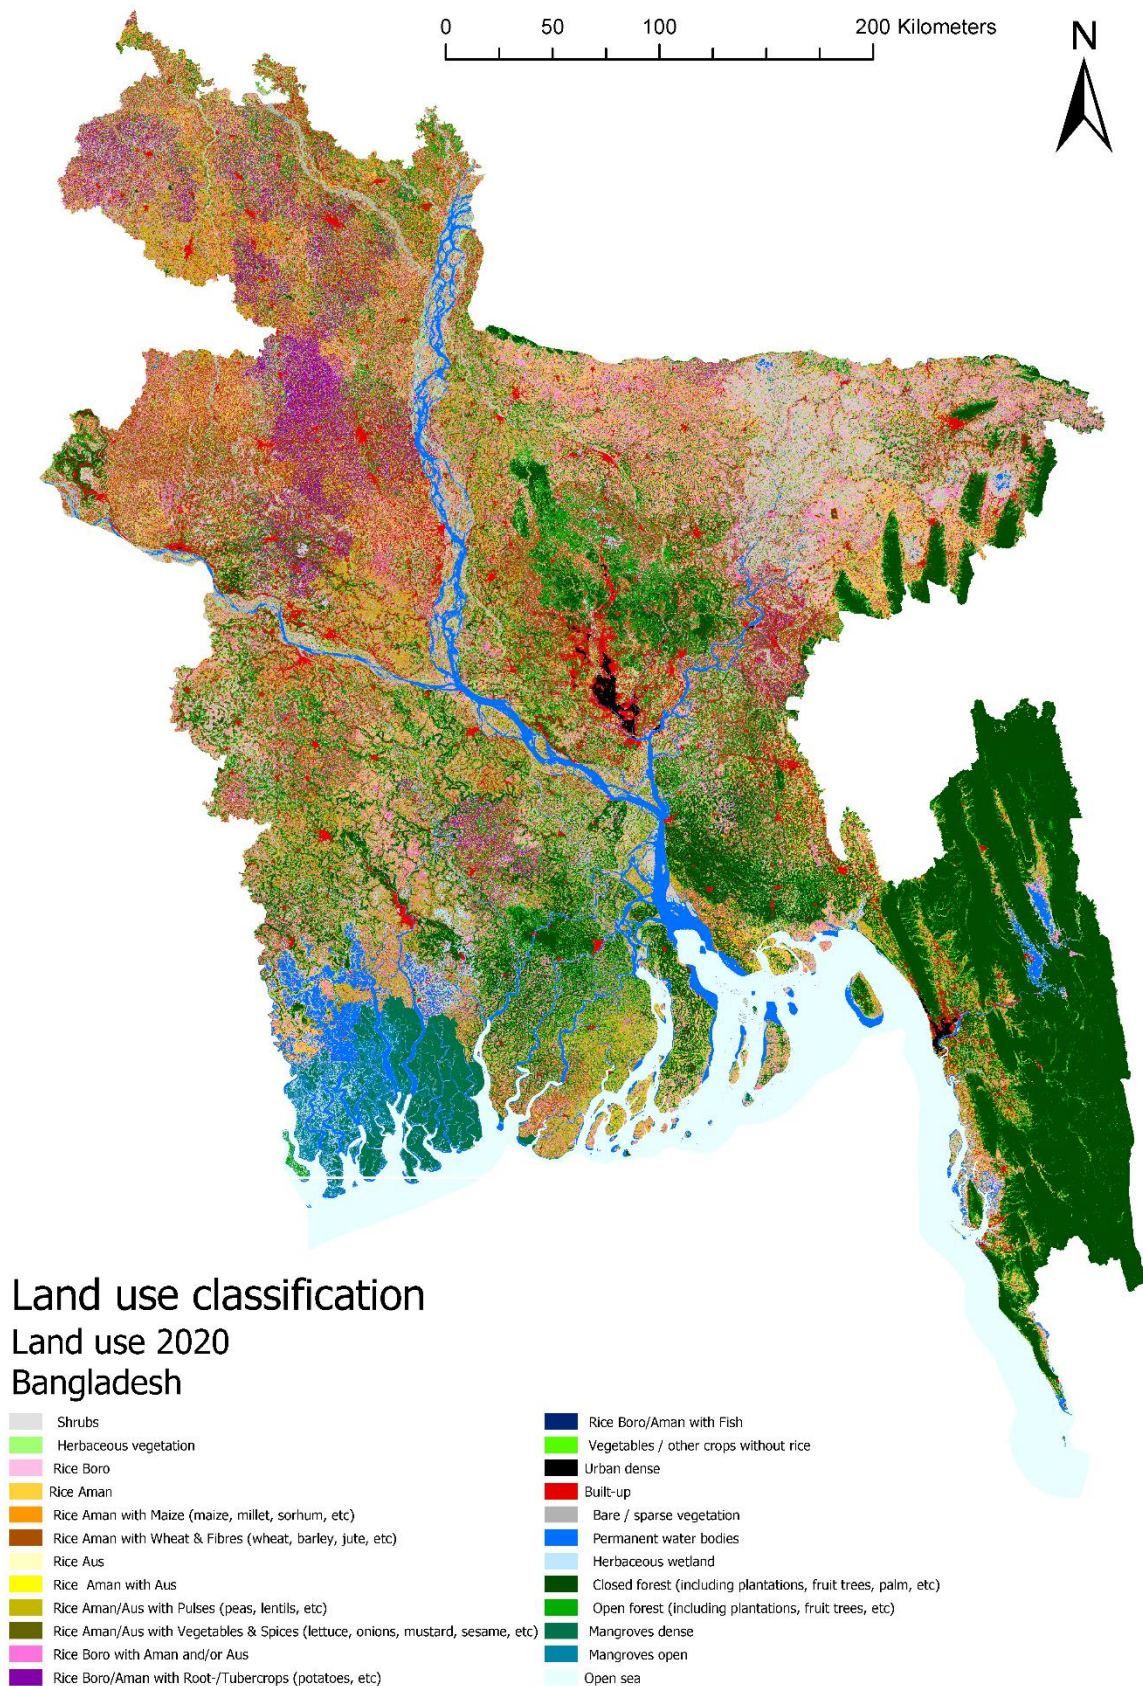 0 50 100 200 Kilometers
N
Land use classification
Land use 2020
Bangladesh
Shrubs
Herbaceous vegetation
Rice Boro
Rice Aman
Rice Aman with Maize (maize, millet, sorhum, etc)
Rice Aman with Wheat & Fibres (wheat, barley, jute, etc)
Rice Aus
Rice Aman with Aus
Rice Aman/Aus with Pulses (peas, lentils, etc)
Rice Aman/Aus with Vegetables & Spices (lettuce, onions, mustard, sesame, etc)
Rice Boro with Aman and/or Aus
Rice Boro/Aman with Root-/Tubercrops (potatoes, etc)
Rice Boro/Aman with Fish
Vegetables / other crops without rice
Urban dense
Built-up
Bare / sparse vegetation
Permanent water bodies
Herbaceous wetland
Closed forest (including plantations, fruit trees, palm, etc)
Open forest (including plantations, fruit trees, etc)
Mangroves dense
Mangroves open
Open sea